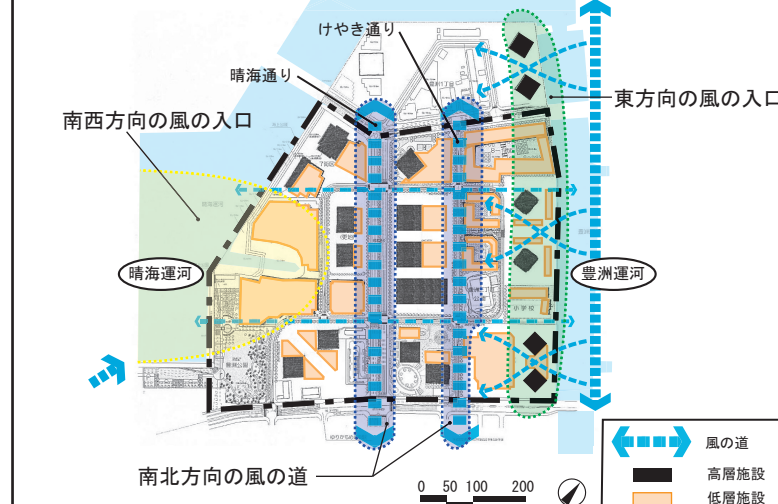 けやき通り
晴海通り
東方向の風の入口
南西方向の風の入口
晴海運河
豊洲運河
小学校
南北方向の風の道
0 50 100 200
風の道
高層施設
低層施設